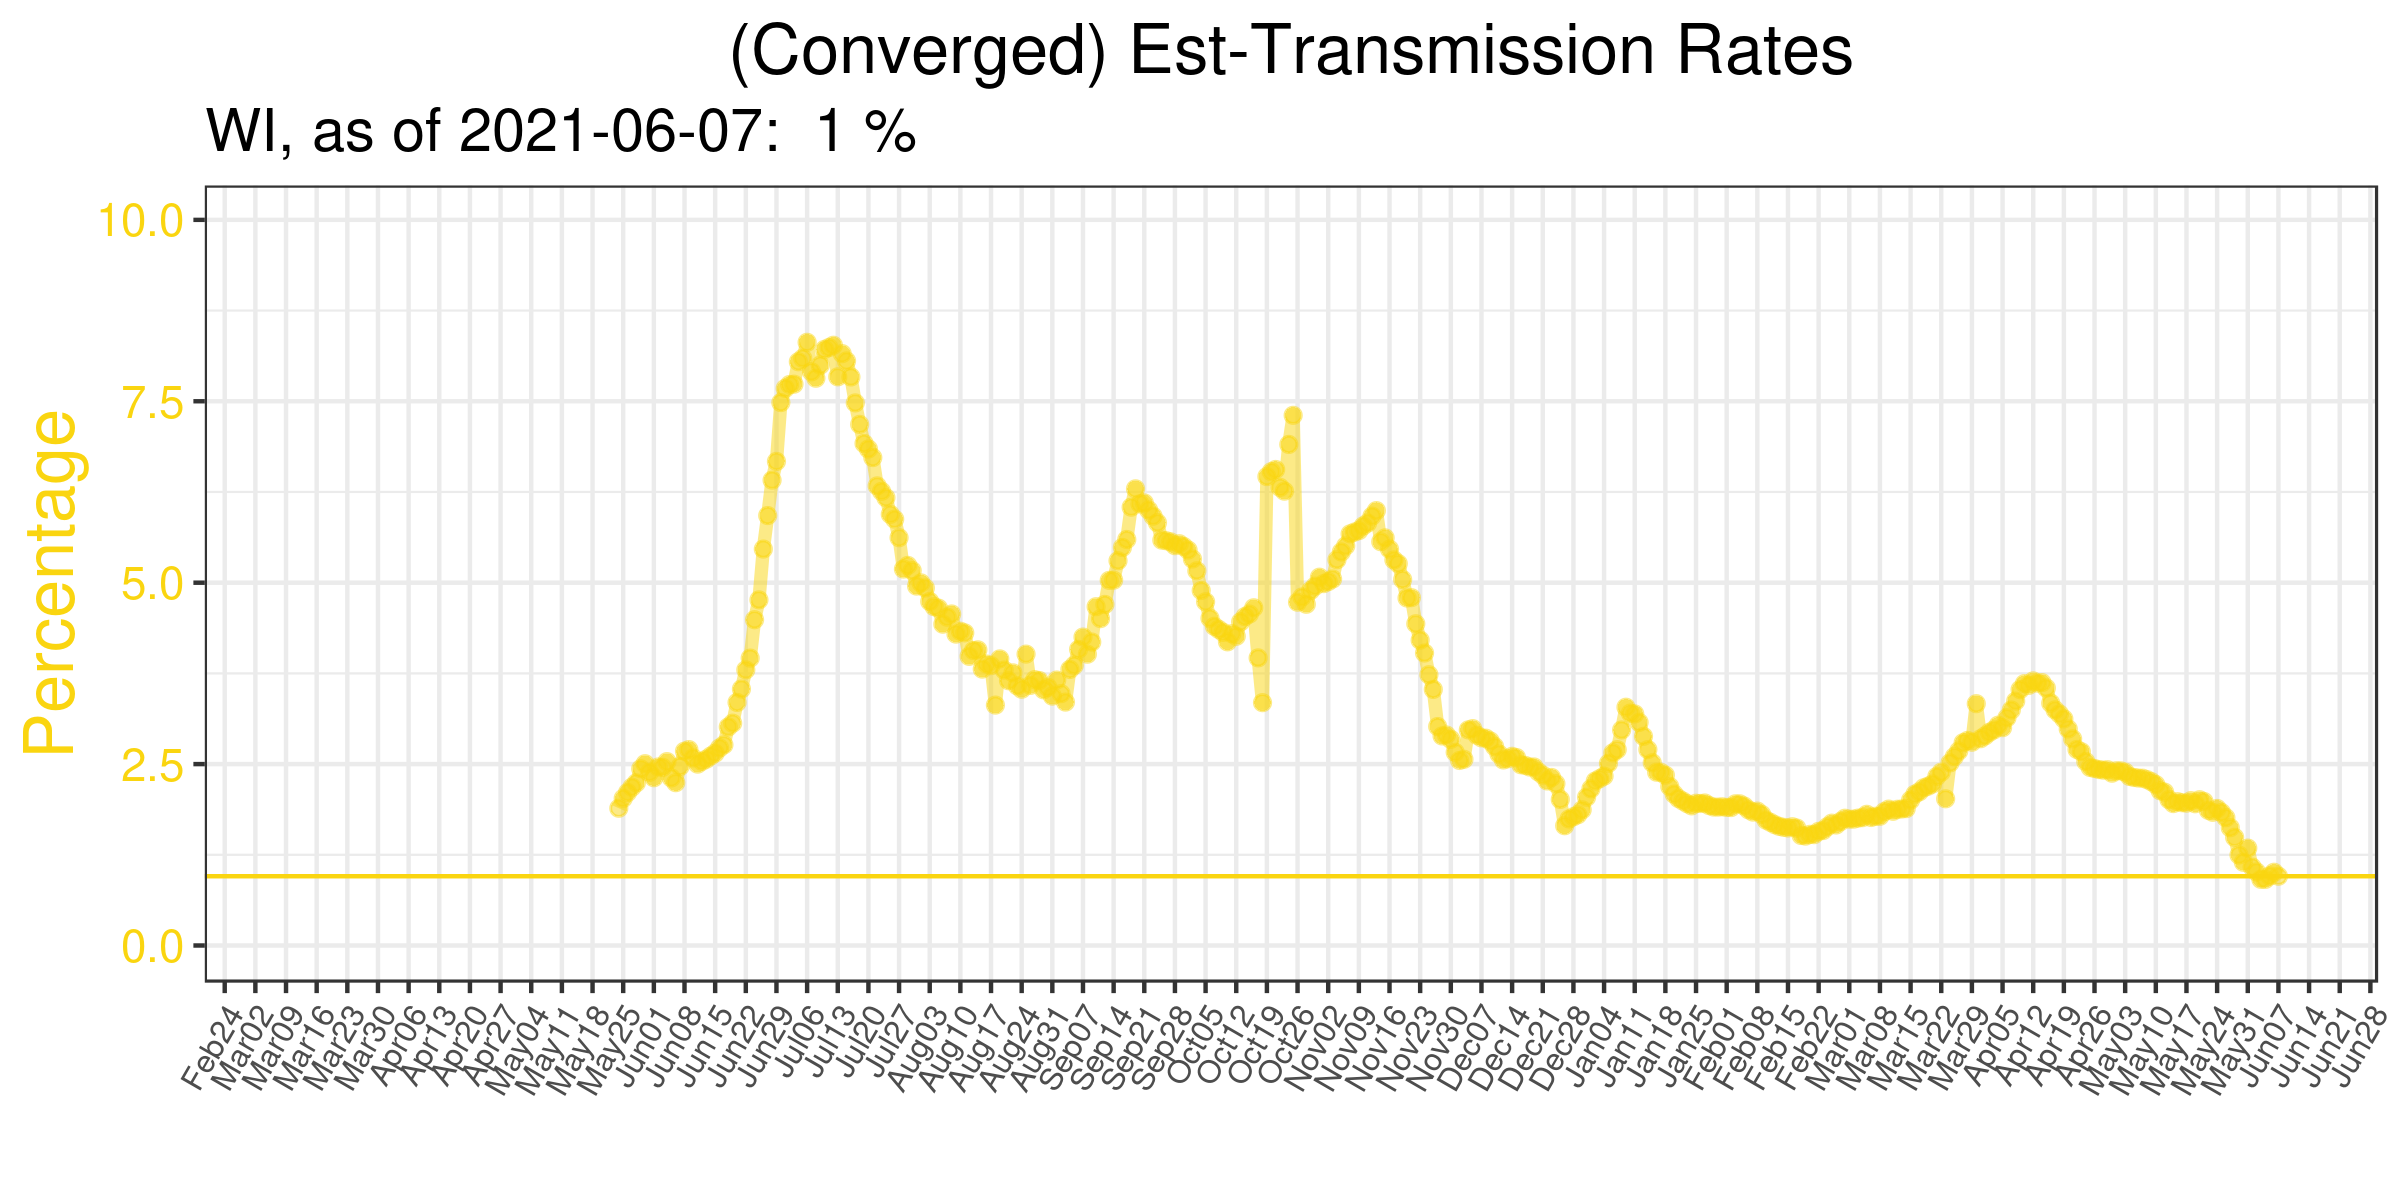 (Converged) Est-Transmission Rates
WI, as of 2021-06-07:  1 %
Percentage
10.0
7.5
5.0
2.5
0.0
Feb24
Mar02
Mar09
Mar16
Mar23
Mar30
Apr06
Apr13
Apr20
Apr27
May04
May11
May18
May25
Jun01
Jun08
Jun15
Jun22
Jun29
Jul06
Jul13
Jul20
Jul27
Aug03
Aug10
Aug17
Aug24
Aug31
Sep07
Sep14
Sep21
Sep28
Oct05
Oct12
Oct19
Oct26
Nov02
Nov09
Nov16
Nov23
Nov30
Dec07
Dec14
Dec21
Dec28
Jan04
Jan11
Jan18
Jan25
Feb01
Feb08
Feb15
Feb22
Mar01
Mar08
Mar15
Mar22
Mar29
Apr05
Apr12
Apr19
Apr26
May03
May10
May17
May24
May31
Jun07
Jun14
Jun21
Jun28